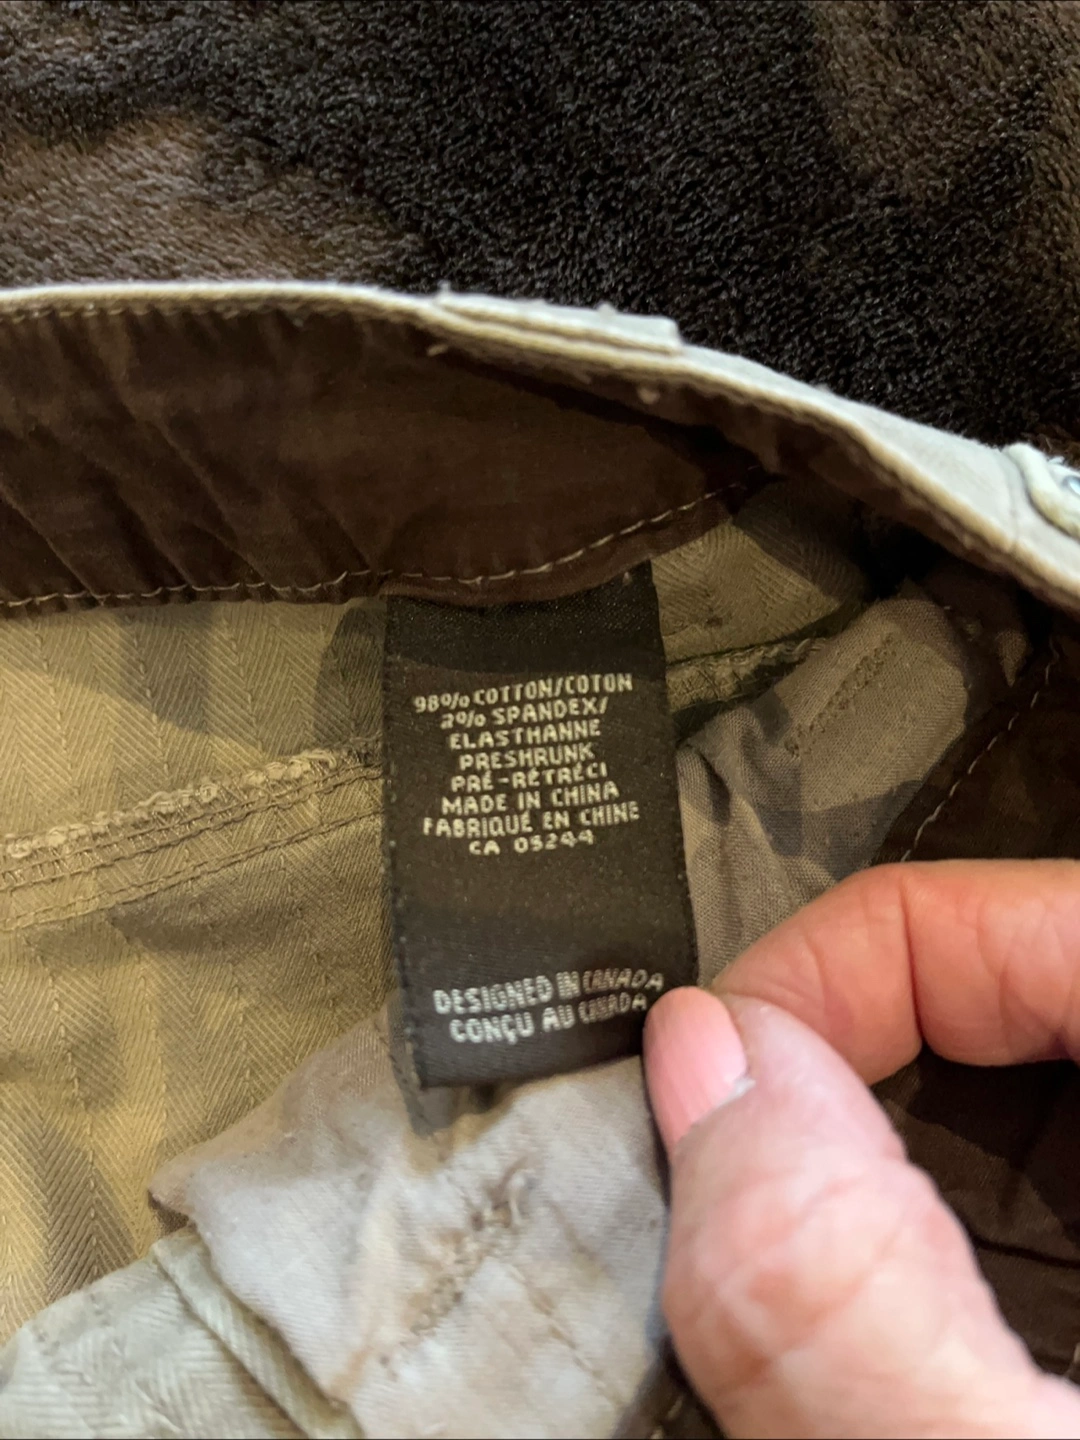 98% COTTON/COTON
2% SPANDEX/
ELASTHANNE
PRESHRUNK
PRÉ-RÉTRÉCI
MADE IN CHINA
FABRIQUÉ EN CHINE
CA 05244
DESIGNED IN CANADA
CONÇU AU CANADA